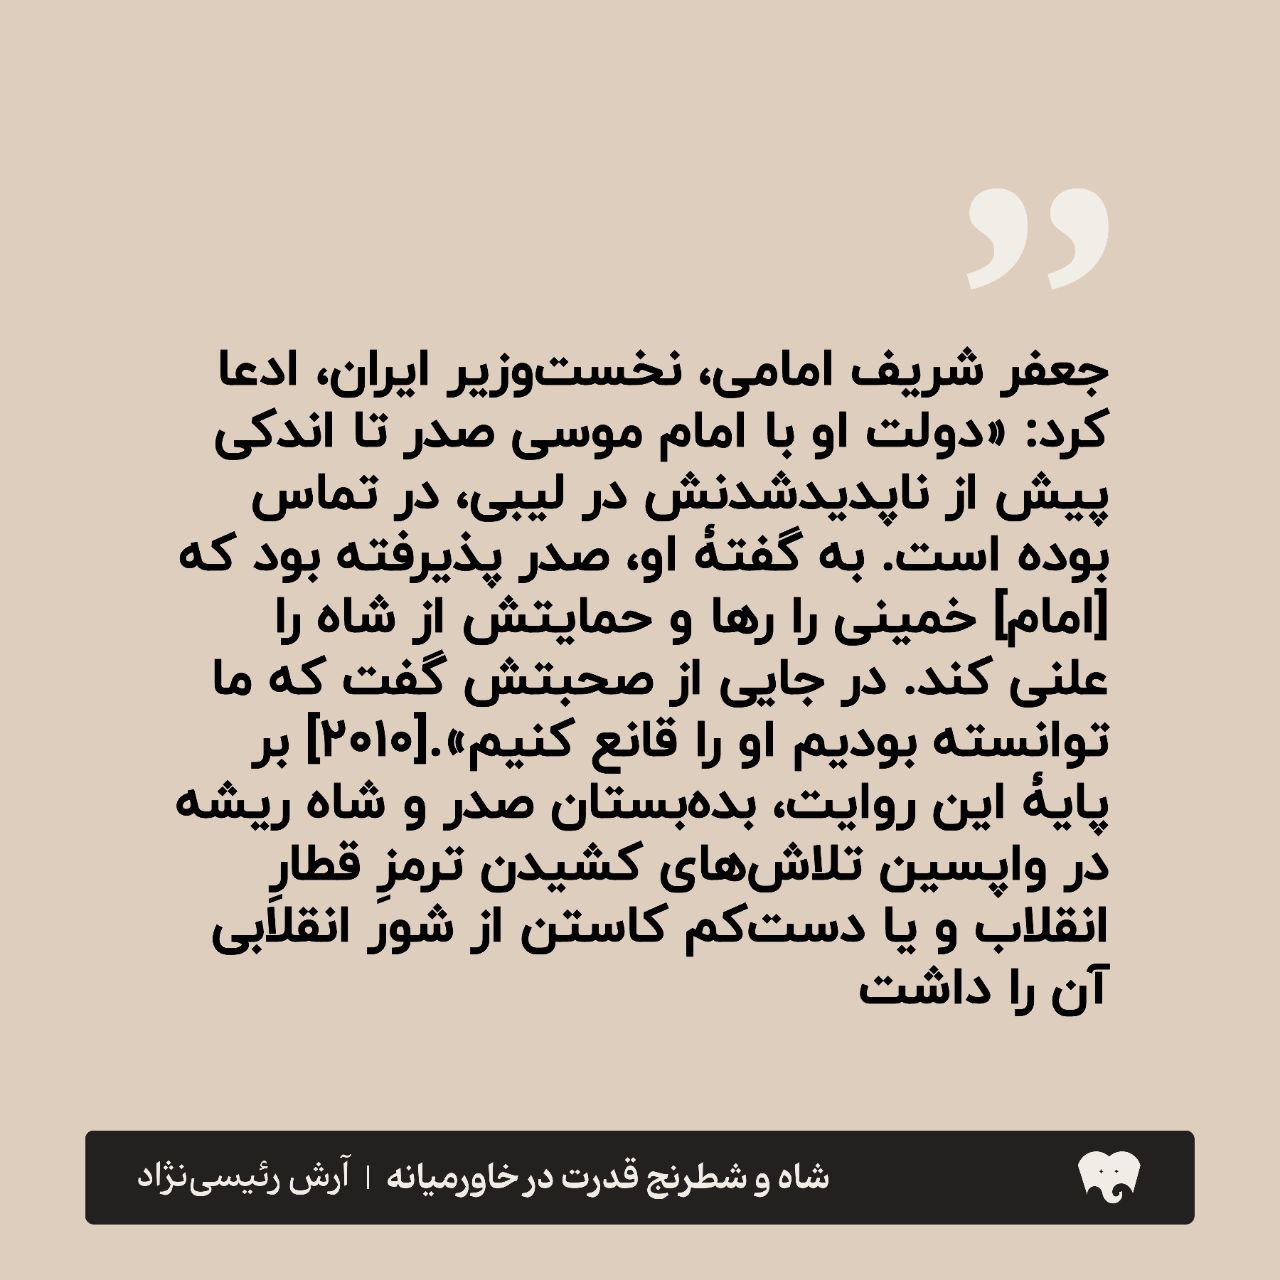 جعفر شریف امامی، نخست‌وزیر ایران، ادعا
کرد: «دولت او با امام موسی صدر تا اندکی
پیش از ناپدیدشدنش در لیبی، در تماس
بوده است. به گفتهٔ او، صدر پذیرفته بود که
[امام] خمینی را رها و حمایتش از شاه را
علنی کند. در جایی از صحبتش گفت که ما
توانسته بودیم او را قانع کنیم».[۲۰۱۰] بر
پایهٔ این روایت، بده‌بستان صدر و شاه ریشه
در واپسین تلاش‌های کشیدن ترمزِ قطارِ
انقلاب و یا دست‌کم کاستن از شور انقلابی
آن را داشت
شاه و شطرنج قدرت در خاورمیانه | آرش رئیسی‌نژاد